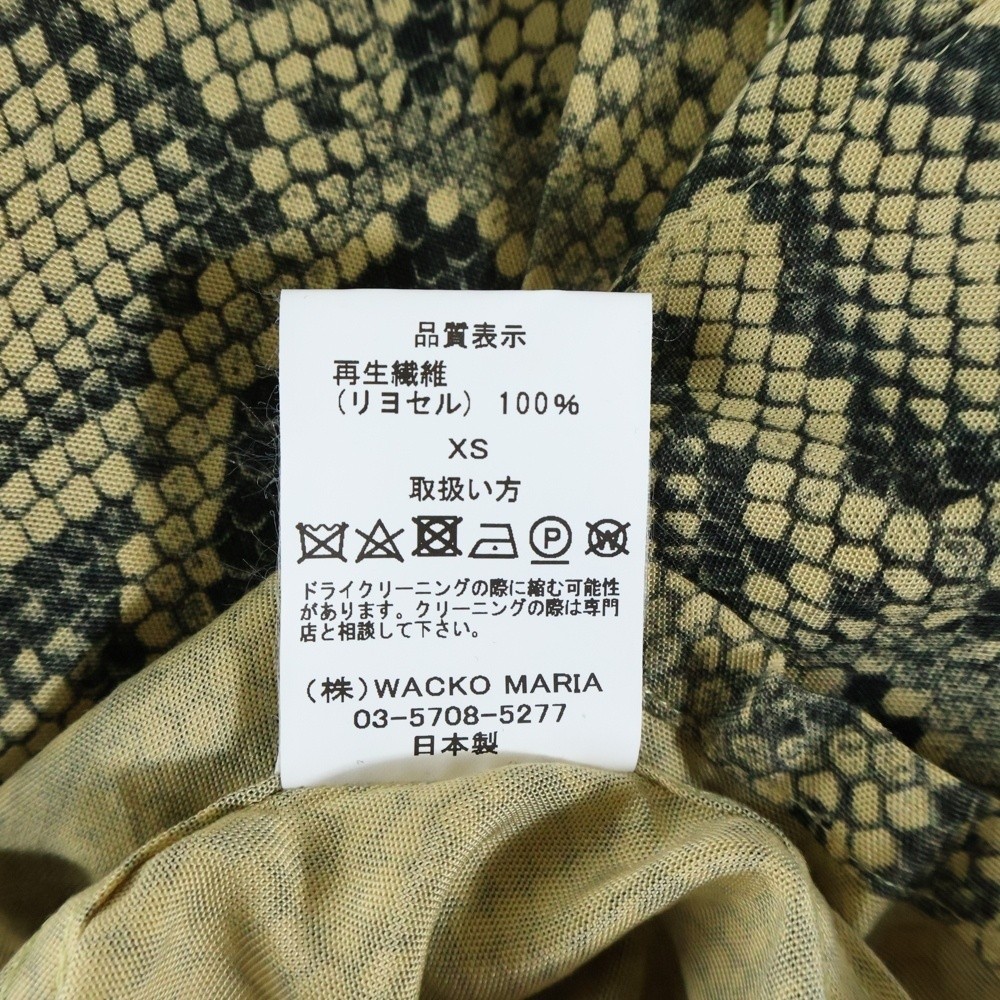 品質表示
再生繊維
(リヨセル) 100%
XS
取扱い方
P W
ドライクリーニングの際に縮む可能性
があります。クリーニングの際は専門
店と相談して下さい。
(株)WACKO MARIA
03-5708-5277
日本製